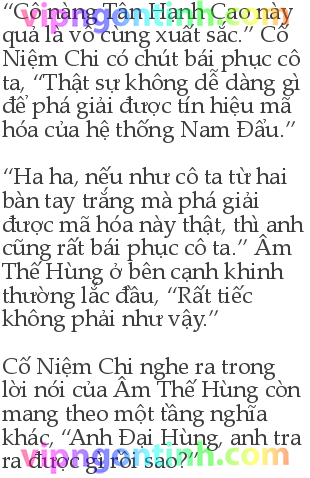 “Cô nàng Tân Hạnh Cao này
quả là vô cùng xuất sắc.” Cố
Niệm Chi có chút bái phục cô
ta, “Thật sự không dễ dàng gì
để phá giải được tín hiệu mã
hóa của hệ thống Nam Đẩu.”
“Ha ha, nếu như cô ta từ hai
bàn tay trắng mà phá giải
được mã hóa này thật, thì anh
cũng rất bái phục cô ta.” Âm
Thế Hùng ở bên cạnh khinh
thường lắc đầu, “Rất tiếc
không phải như vậy.”
Cố Niệm Chi nghe ra trong
lời nói của Âm Thế Hùng còn
mang theo một tầng nghĩa
khác, “Anh Đại Hùng, anh tra
ra được gì rồi sao?”
vipngontinh.com